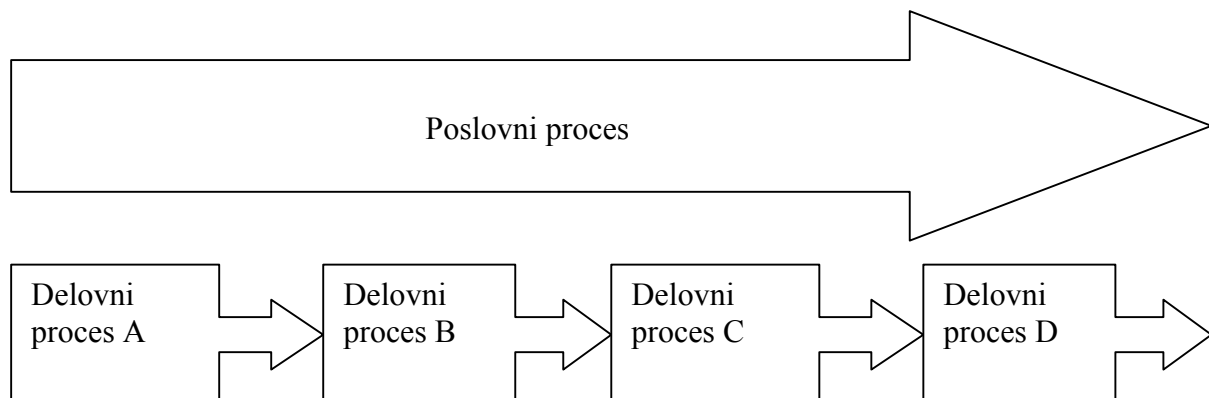 Poslovni proces
Delovni
proces A
Delovni
proces B
Delovni
proces C
Delovni
proces D